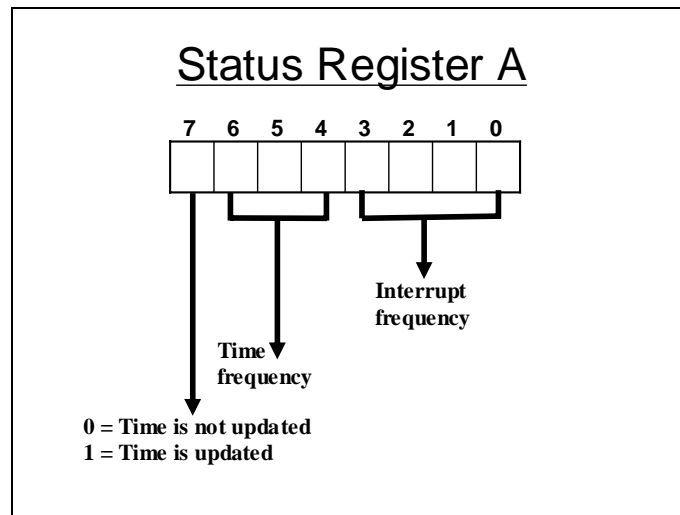 Status Register A
7 6 5 4 3 2 1 0
Interrupt
frequency
Time
frequency
0 = Time is not updated
1 = Time is updated